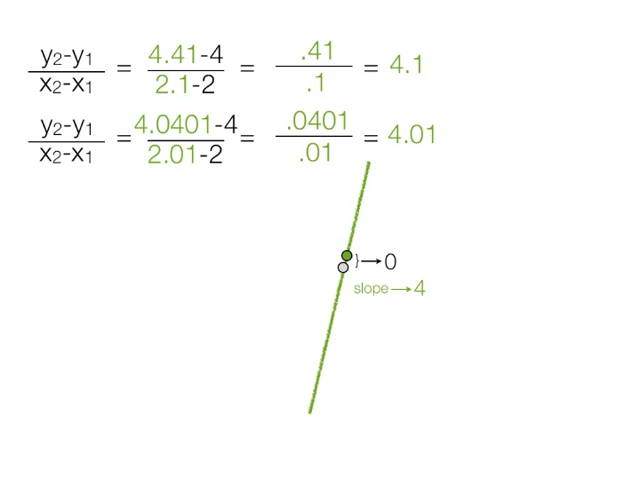 y₂-y₁ / x₂-x₁ = 4.41-4 / 2.1-2 = .41 / .1 = 4.1
y₂-y₁ / x₂-x₁ = 4.0401-4 / 2.01-2 = .0401 / .01 = 4.01
}→0
slope→4